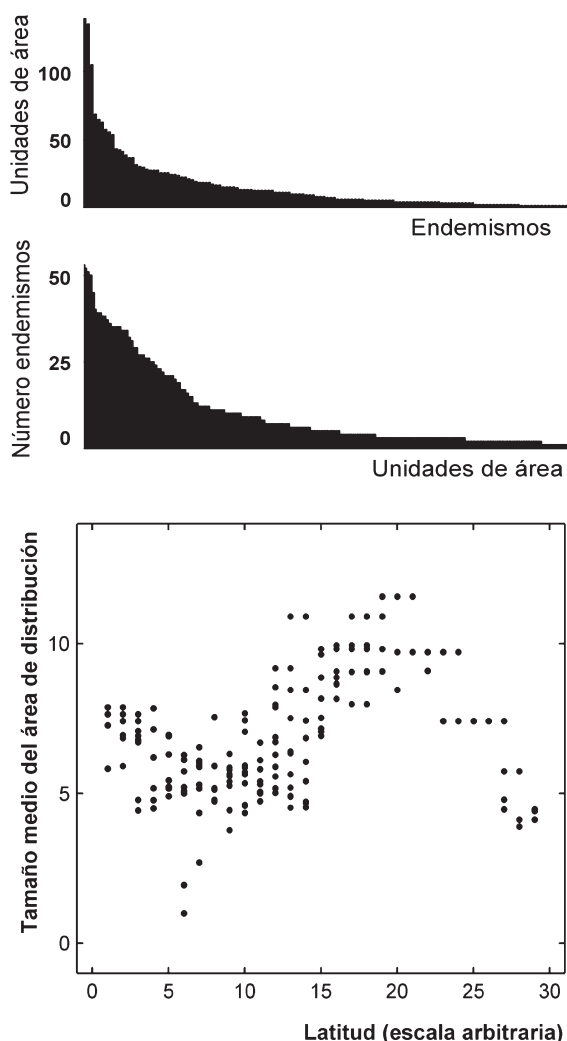 Unidades de área
100
50
0
Endemismos
Número endemismos
50
25
0
Unidades de área
Tamaño medio del área de distribución
10
5
0
0 5 10 15 20 25 30
Latitud (escala arbitraria)